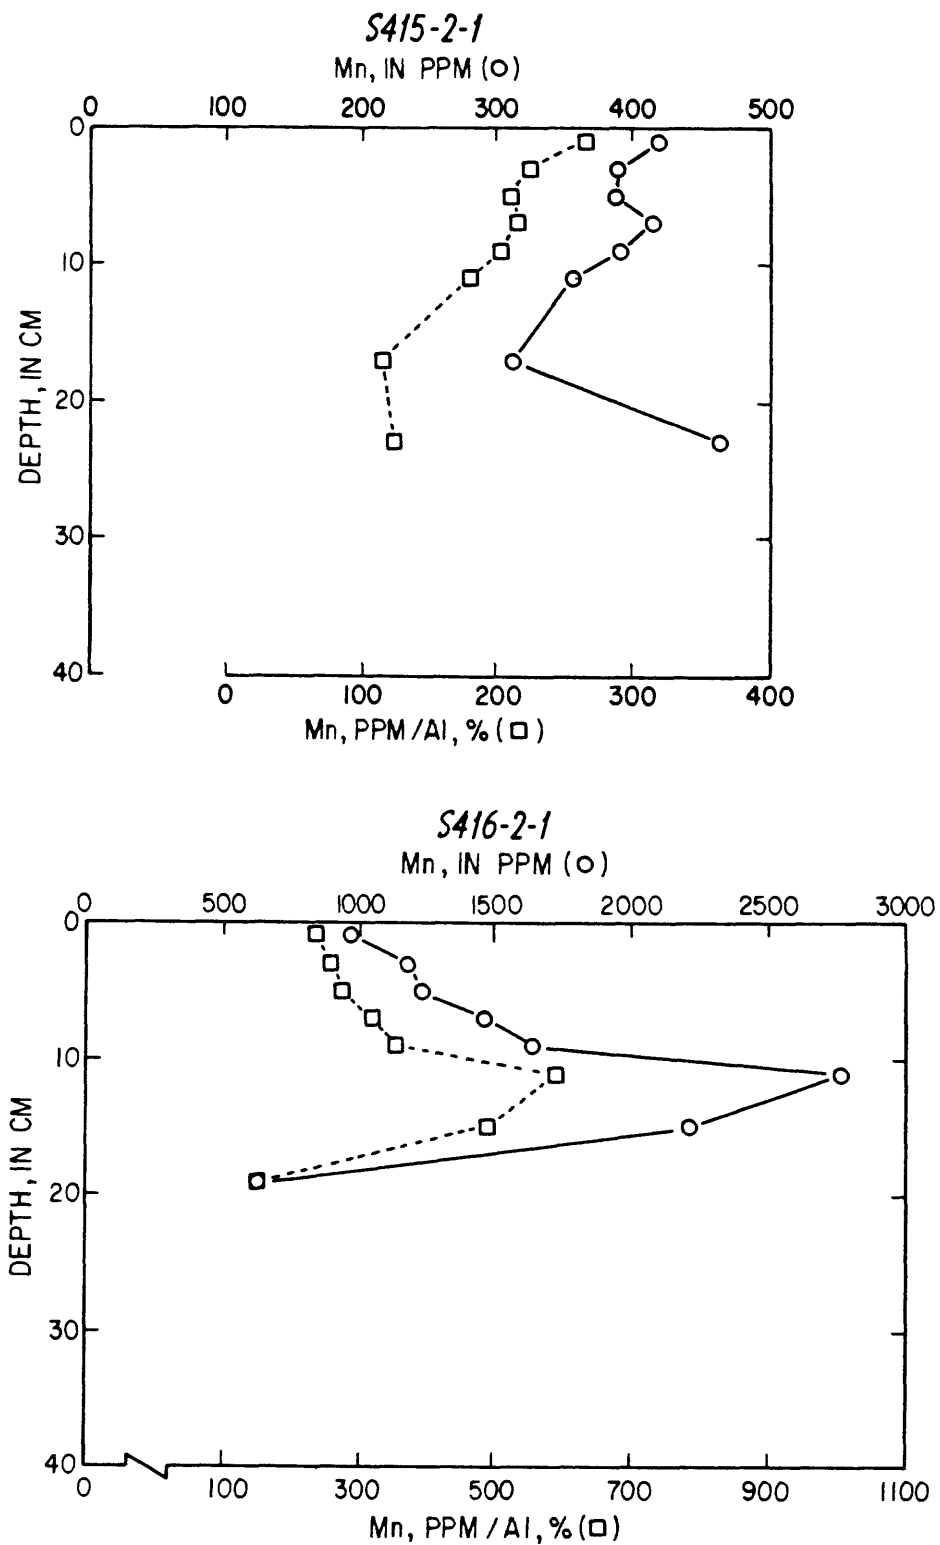 S415-2-1
Mn, IN PPM (O)
0 100 200 300 400 500
0
10
20
30
40
DEPTH, IN CM
0 100 200 300 400
Mn, PPM/Al, % (□)
S416-2-1
Mn, IN PPM (O)
0 500 1000 1500 2000 2500 3000
0
10
20
30
40
DEPTH, IN CM
0 100 300 500 700 900 1100
Mn, PPM/Al, % (□)